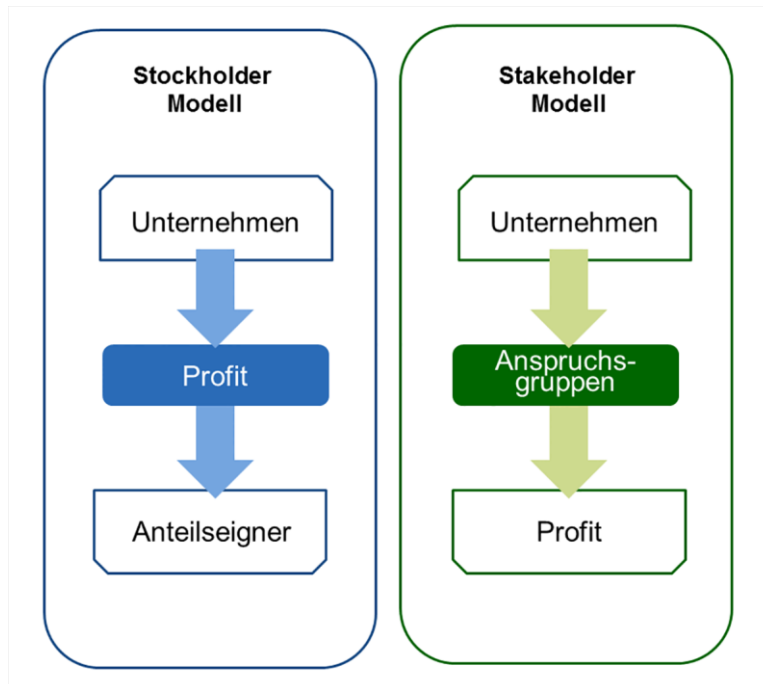 Stockholder
Modell
Unternehmen
Profit
Anteilseigner
Stakeholder
Modell
Unternehmen
Anspruchs-
gruppen
Profit